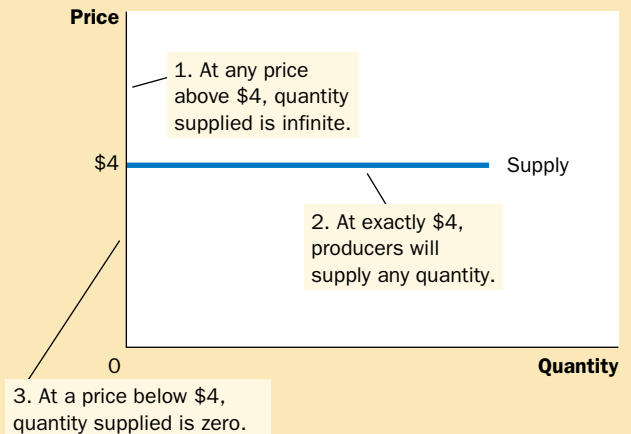 Price
1. At any price
above $4, quantity
supplied is infinite.
$4
Supply
2. At exactly $4,
producers will
supply any quantity.
0
Quantity
3. At a price below $4,
quantity supplied is zero.